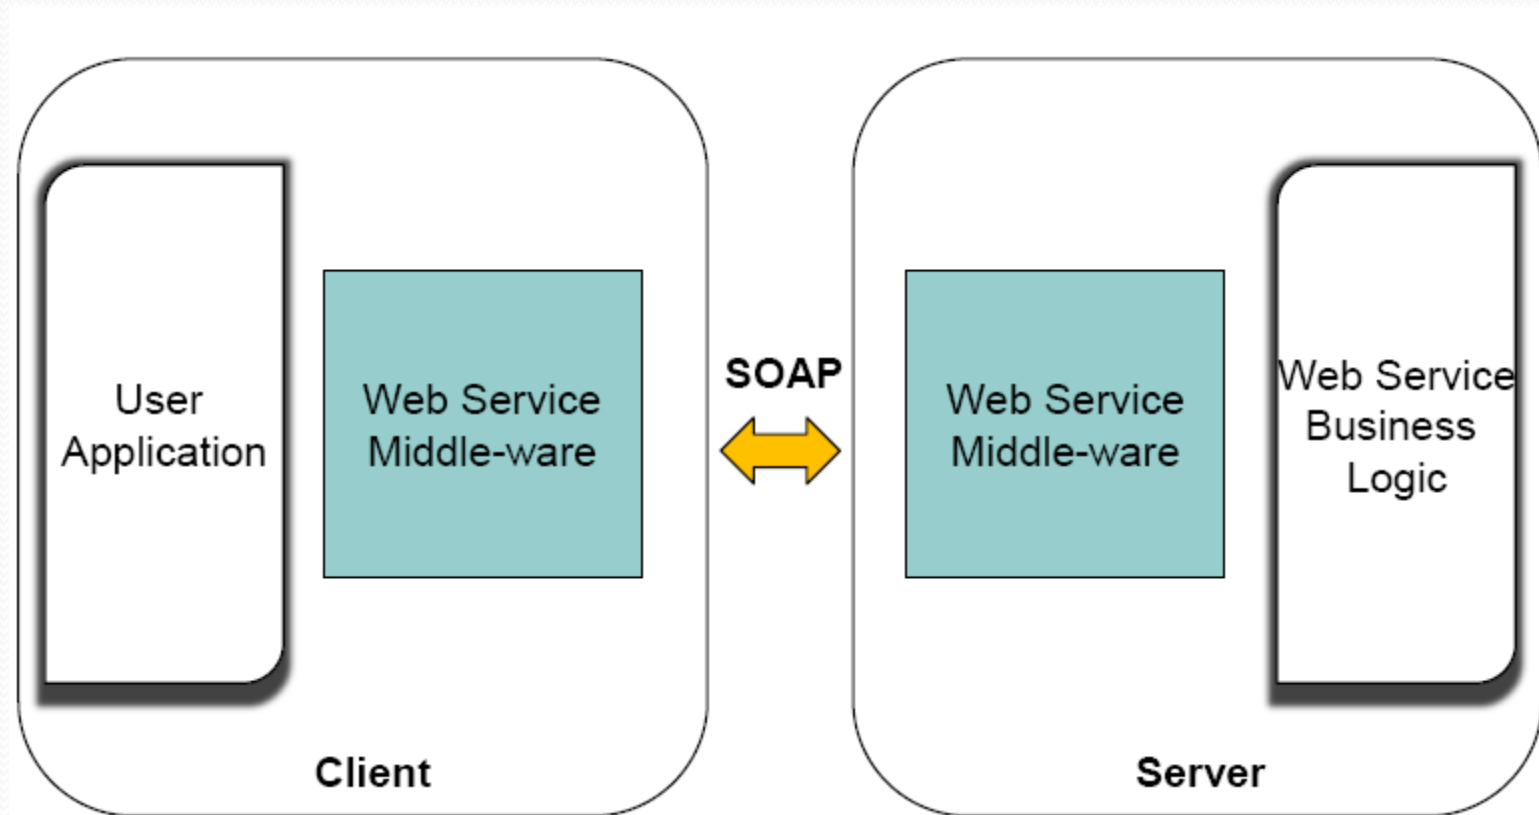 User
Application
Web Service
Middle-ware
Client
SOAP
Web Service
Middle-ware
Web Service
Business
Logic
Server